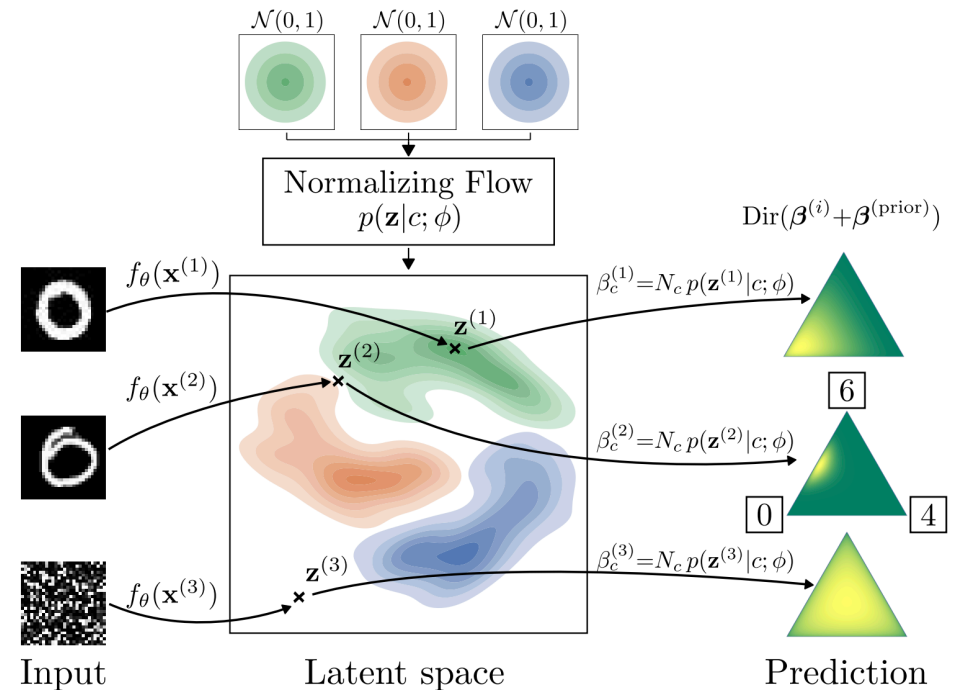 𝒩(0, 1) 𝒩(0, 1) 𝒩(0, 1)
Normalizing Flow
p(𝐳|c; ϕ)
Dir(𝜷⁽ⁱ⁾+𝜷⁽ᵖʳⁱᵒʳ⁾)
f_θ(𝐱⁽¹⁾)
𝐳⁽¹⁾
β_c⁽¹⁾=N_c p(𝐳⁽¹⁾|c; ϕ)
f_θ(𝐱⁽²⁾)
𝐳⁽²⁾
β_c⁽²⁾=N_c p(𝐳⁽²⁾|c; ϕ)
6
0
4
f_θ(𝐱⁽³⁾)
𝐳⁽³⁾
β_c⁽³⁾=N_c p(𝐳⁽³⁾|c; ϕ)
Input
Latent space
Prediction